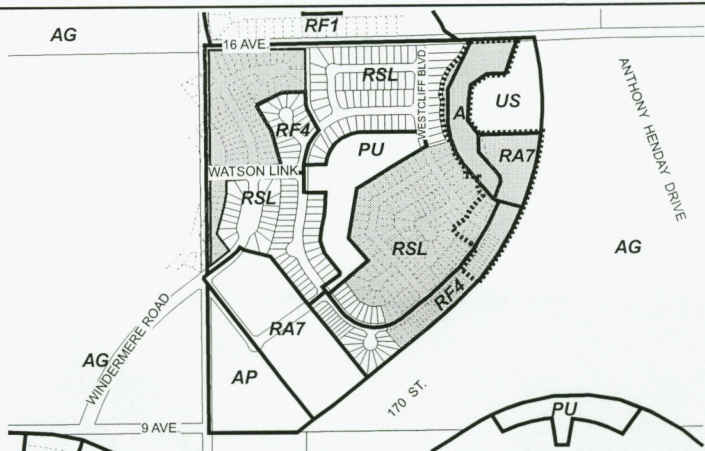 RF1
AG
16 AVE.
RSL
WESTCLIFF BLVD.
A
US
ANTHONY HENDAY DRIVE
RF4
PU
RA7
WATSON LINK
RSL
RSL
AG
RF4
WINDERMERE ROAD
RA7
AG
AP
170 ST.
PU
9 AVE.